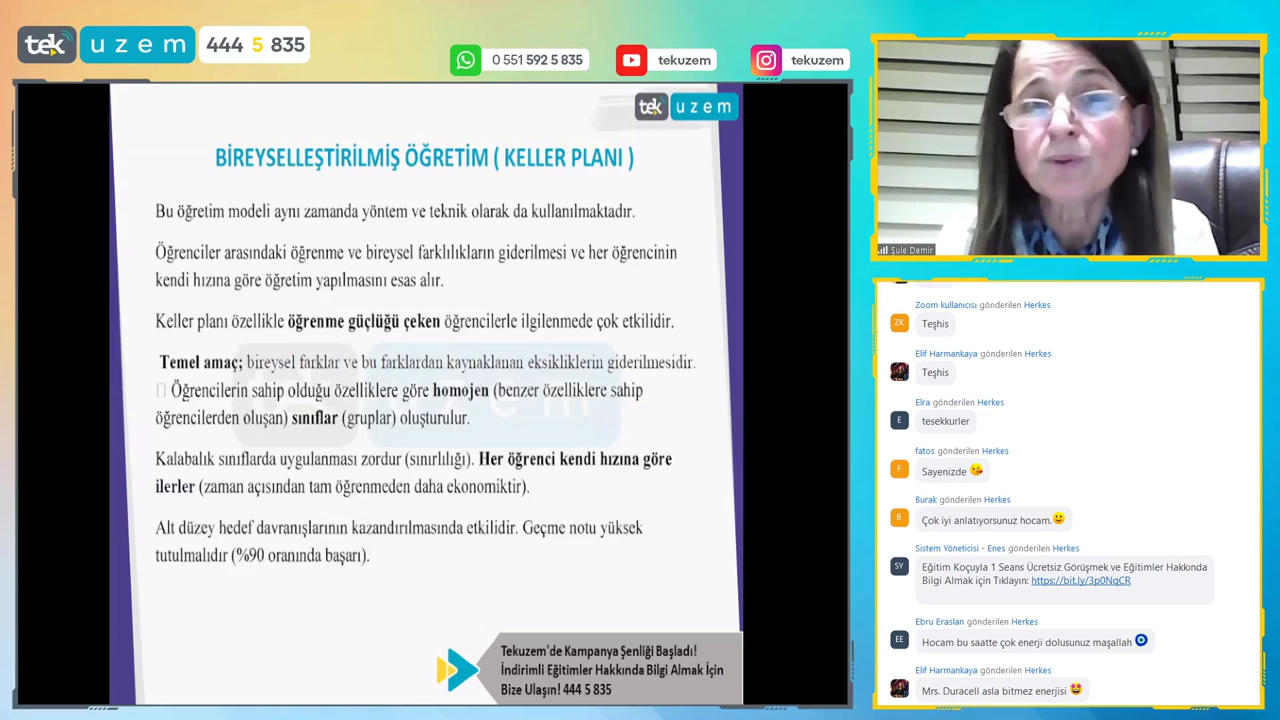 tek uzem 444 5 835
0 551 592 5 835
tekuzem
tekuzem
tek uzem
BİREYSELLEŞTİRİLMİŞ ÖĞRETİM ( KELLER PLANI )
Bu öğretim modeli aynı zamanda yöntem ve teknik olarak da kullanılmaktadır.
Öğrenciler arasındaki öğrenme ve bireysel farklılıkların giderilmesi ve her öğrencinin
kendi hızına göre öğretim yapılmasını esas alır.
Keller planı özellikle öğrenme güçlüğü çeken öğrencilerle ilgilenmede çok etkilidir.
Temel amaç; bireysel farklar ve bu farklardan kaynaklanan eksikliklerin giderilmesidir.
Öğrencilerin sahip olduğu özelliklere göre homojen (benzer özelliklere sahip
öğrencilerden oluşan) sınıflar (gruplar) oluşturulur.
Kalabalık sınıflarda uygulanması zordur (sınırlılığı). Her öğrenci kendi hızına göre
ilerler (zaman açısından tam öğrenmeden daha ekonomiktir).
Alt düzey hedef davranışlarının kazandırılmasında etkilidir. Geçme notu yüksek
tutulmalıdır (%90 oranında başarı).
Tekuzem'de Kampanya Şenliği Başladı!
İndirimli Eğitimler Hakkında Bilgi Almak İçin
Bize Ulaşın! 444 5 835
Şule Demir
Zoom kullanıcısı gönderilen Herkes
ZK
Teşhis
Elif Harmankaya gönderilen Herkes
Teşhis
Elra gönderilen Herkes
E
tesekkurler
fatos gönderilen Herkes
F
Sayenizde 😘
Burak gönderilen Herkes
B
Çok iyi anlatıyorsunuz hocam.🙂
Sistem Yöneticisi - Enes gönderilen Herkes
SY
Eğitim Koçuyla 1 Seans Ücretsiz Görüşmek ve Eğitimler Hakkında
Bilgi Almak için Tıklayın: https://bit.ly/3p0NqCR
Ebru Eraslan gönderilen Herkes
EE
Hocam bu saatte çok enerji dolusunuz maşallah 🧿
Elif Harmankaya gönderilen Herkes
Mrs. Duracell asla bitmez enerjisi 🤩